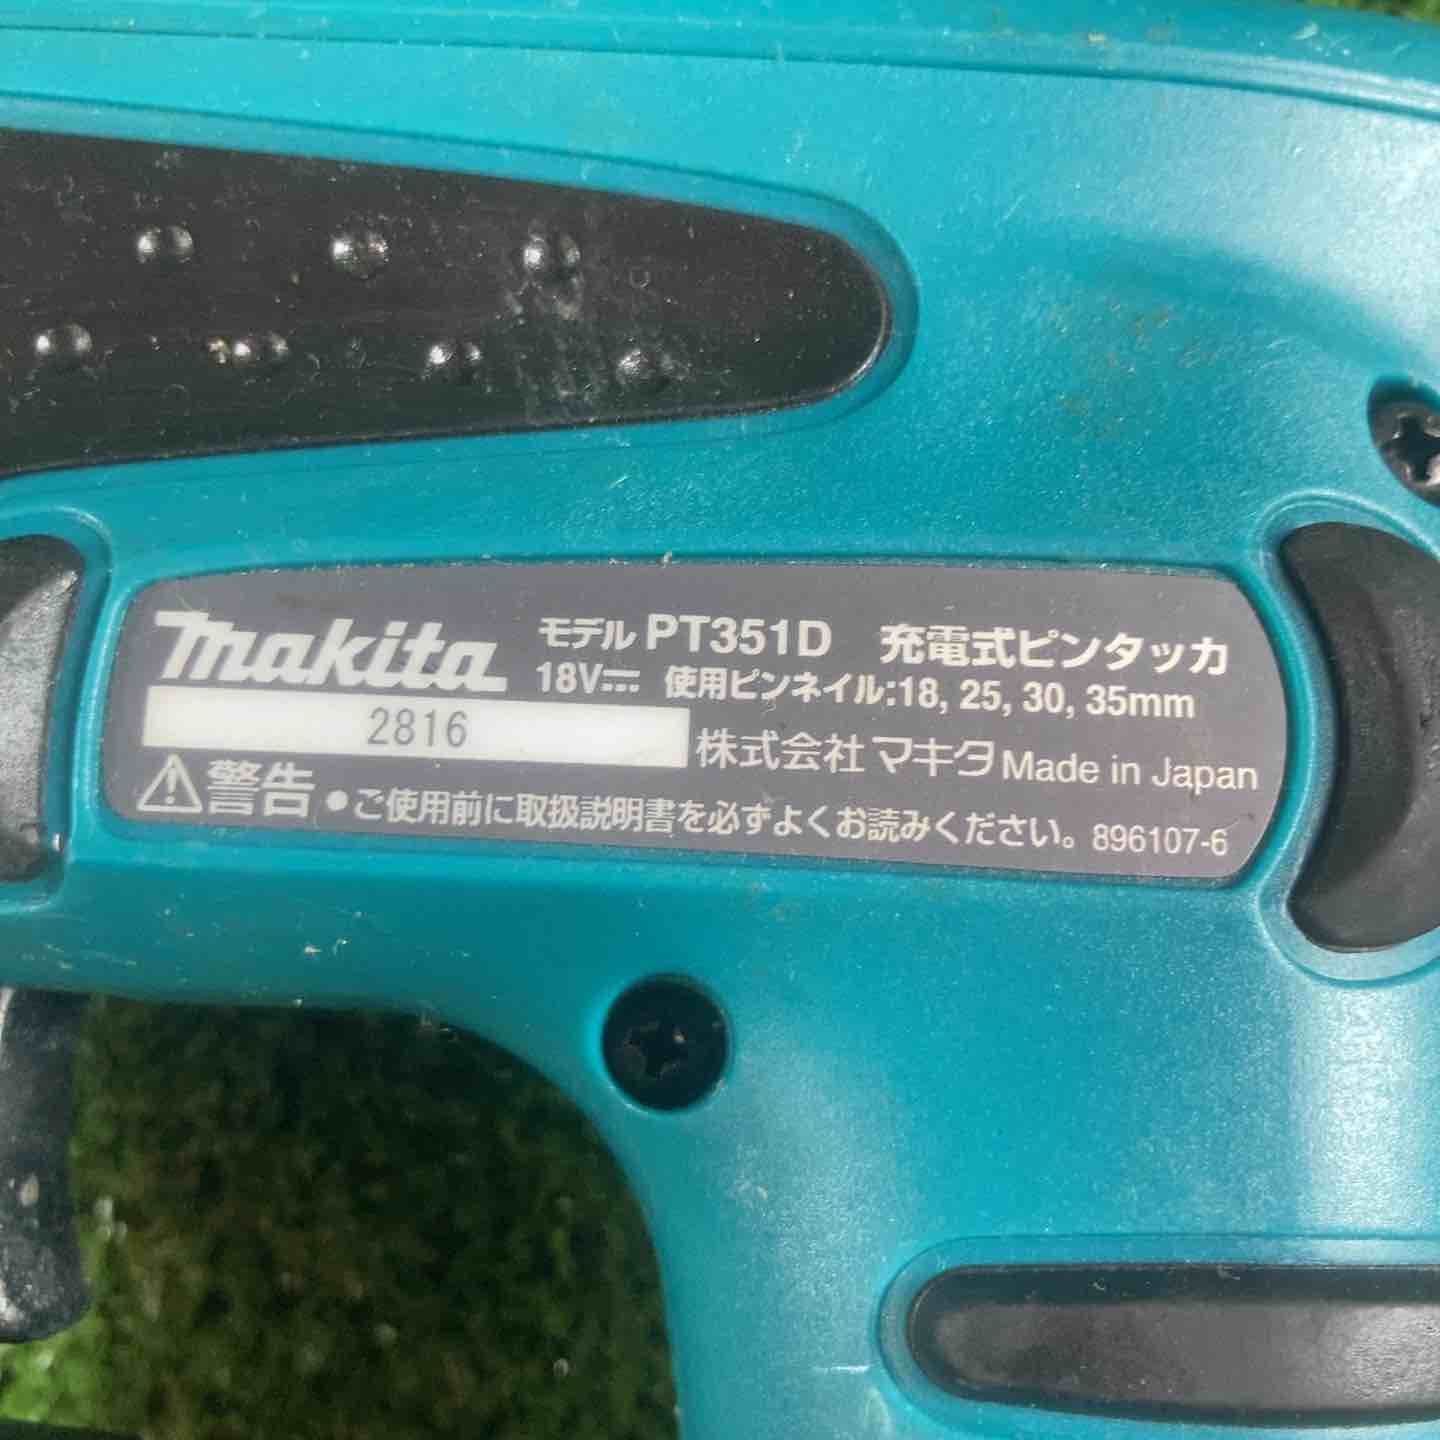 makita モデル PT351D 充電式ピンタッカ
18V⎓ 使用ピンネイル:18, 25, 30, 35mm
2816
株式会社マキタ Made in Japan
⚠警告 ●ご使用前に取扱説明書を必ずよくお読みください。 896107-6